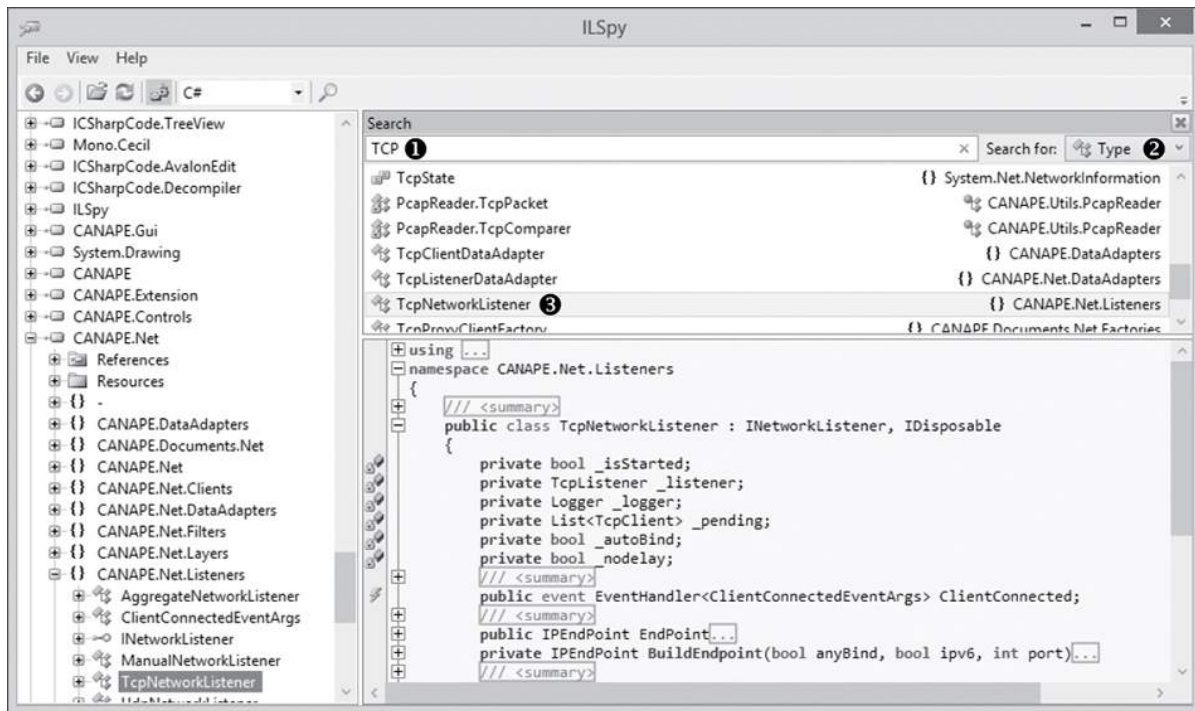 ILSpy
File View Help
C#
ICSharpCode.TreeView
Mono.Cecil
ICSharpCode.AvalonEdit
ICSharpCode.Decompiler
ILSpy
CANAPE.Gui
System.Drawing
CANAPE
CANAPE.Extension
CANAPE.Controls
CANAPE.Net
References
Resources
{} -
{} CANAPE.DataAdapters
{} CANAPE.Documents.Net
{} CANAPE.Net
{} CANAPE.Net.Clients
{} CANAPE.Net.DataAdapters
{} CANAPE.Net.Filters
{} CANAPE.Net.Layers
{} CANAPE.Net.Listeners
AggregateNetworkListener
ClientConnectedEventArgs
INetworkListener
ManualNetworkListener
TcpNetworkListener
UdpNetworkListener
Search
TCP ❶ Search for: Type ❷
TcpState {} System.Net.NetworkInformation
PcapReader.TcpPacket CANAPE.Utils.PcapReader
PcapReader.TcpComparer CANAPE.Utils.PcapReader
TcpClientDataAdapter {} CANAPE.DataAdapters
TcpListenerDataAdapter {} CANAPE.Net.DataAdapters
TcpNetworkListener ❸ {} CANAPE.Net.Listeners
TcpProxyClientFactory {} CANAPE.Documents.Net.Factories
using ...
namespace CANAPE.Net.Listeners
{
/// <summary>
public class TcpNetworkListener : INetworkListener, IDisposable
{
private bool _isStarted;
private TcpListener _listener;
private Logger _logger;
private List<TcpClient> _pending;
private bool _autoBind;
private bool _nodelay;
/// <summary>
public event EventHandler<ClientConnectedEventArgs> ClientConnected;
/// <summary>
public IPEndPoint EndPoint...
private IPEndPoint BuildEndpoint(bool anyBind, bool ipv6, int port)...
/// <summary>